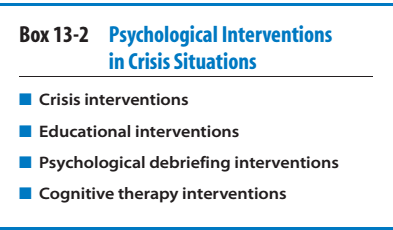 Box 13-2 Psychological Interventions
in Crisis Situations
■ Crisis interventions
■ Educational interventions
■ Psychological debriefing interventions
■ Cognitive therapy interventions